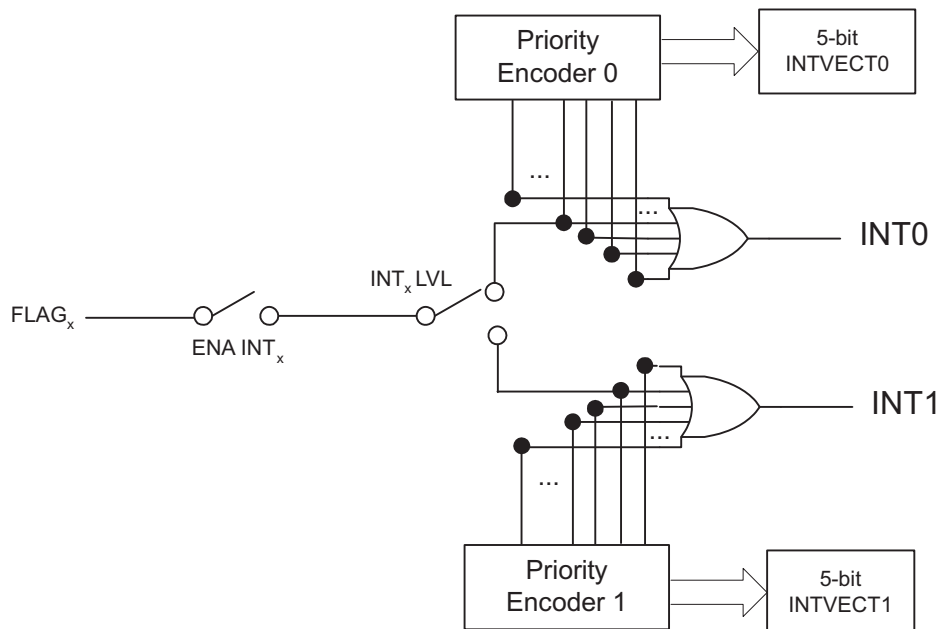 Priority
Encoder 0
5-bit
INTVECT0
...
...
INT0
INTx LVL
FLAGx
ENA INTx
INT1
...
...
Priority
Encoder 1
5-bit
INTVECT1